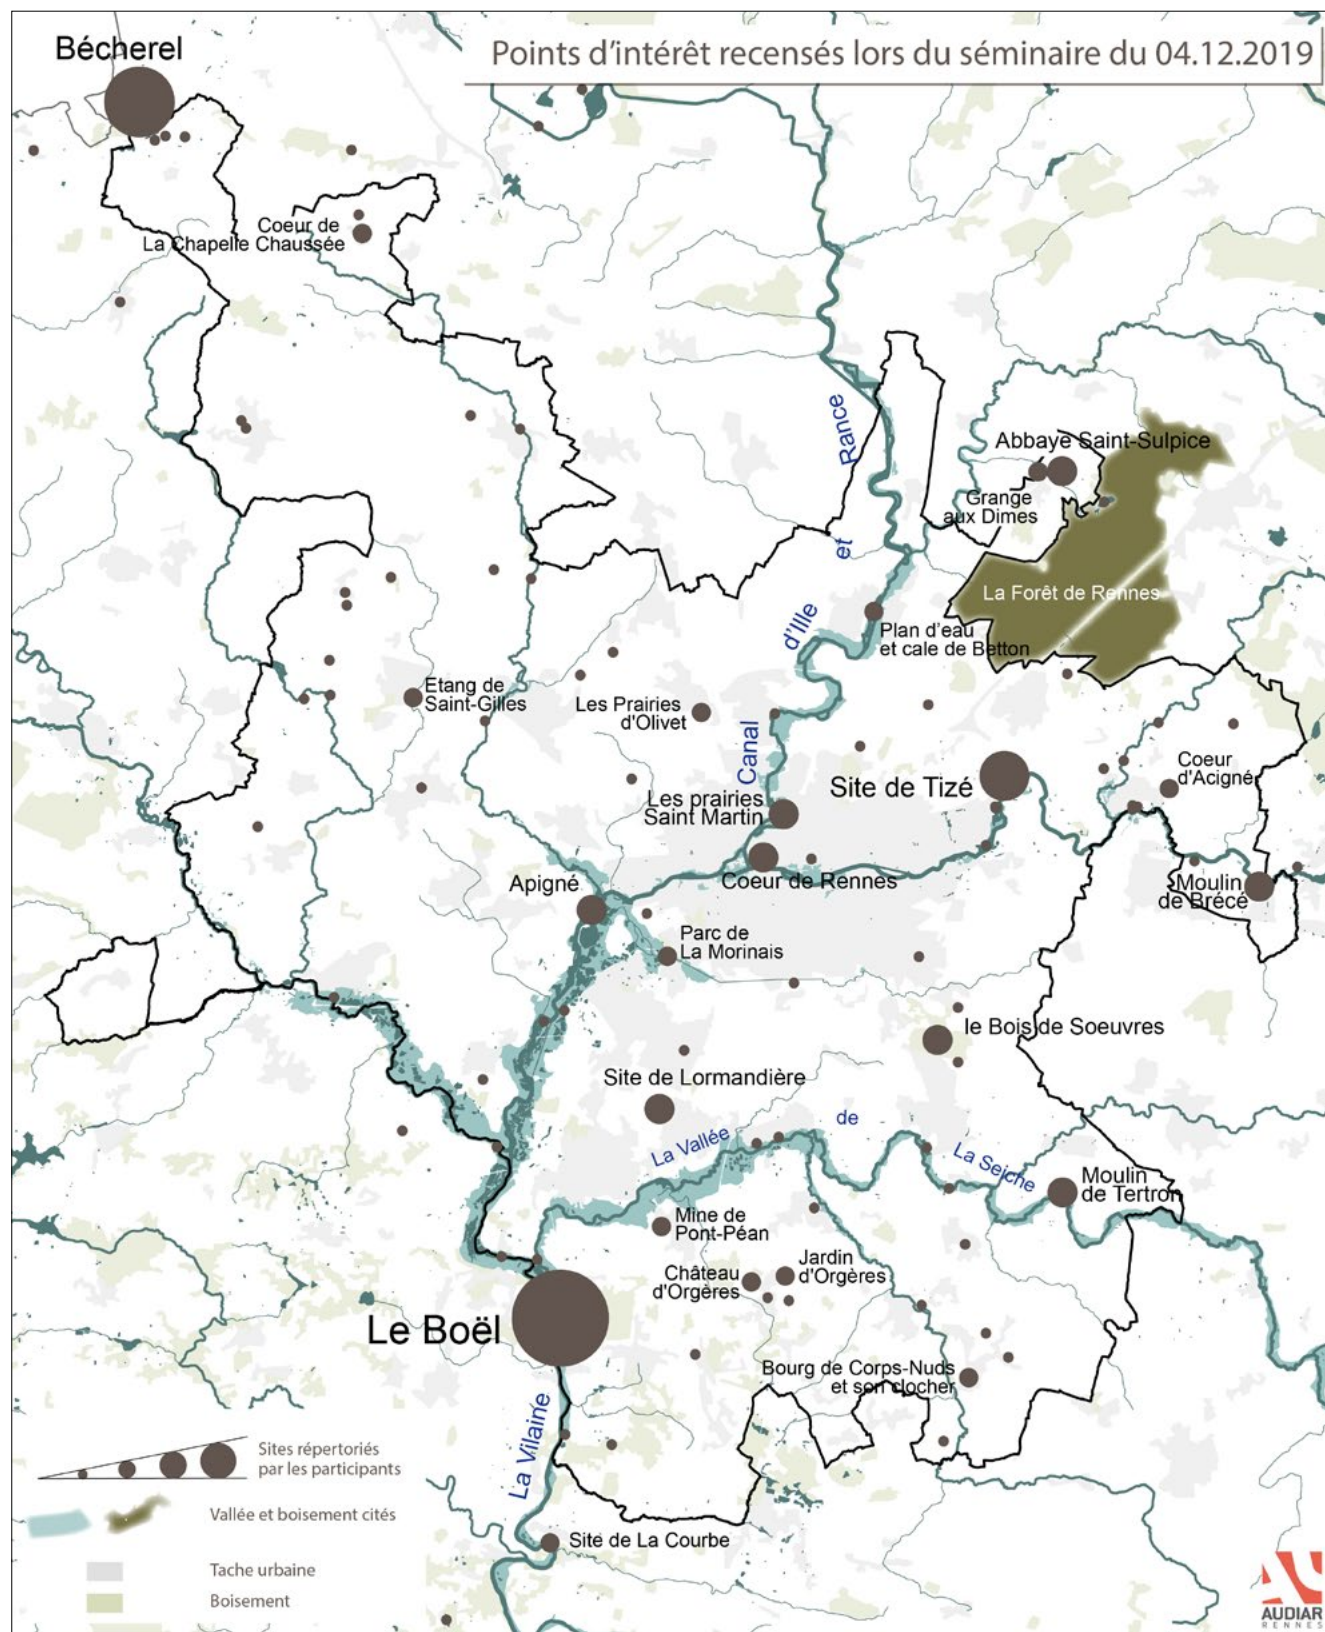 Bécherel
Points d’intérêt recensés lors du séminaire du 04.12.2019
Coeur de
La Chapelle Chaussée
Canal d'Ille et Rance
Abbaye Saint-Sulpice
Grange
aux Dimes
La Forêt de Rennes
Plan d’eau
et cale de Betton
Etang de
Saint-Gilles
Les Prairies
d'Olivet
Site de Tizé
Coeur
d'Acigné
Les prairies
Saint Martin
Coeur de Rennes
Apigné
Moulin
de Brécé
Parc de
La Morinais
le Bois de Soeuvres
Site de Lormandière
La Vallée de La Seiche
Moulin
de Tertron
Mine de
Pont-Péan
Château
d'Orgères
Jardin
d'Orgères
Le Boël
Bourg de Corps-Nuds
et son clocher
La Vilaine
Site de La Courbe
Sites répertoriés
par les participants
Vallée et boisement cités
Tache urbaine
Boisement
AU
AUDIAR
RENNES